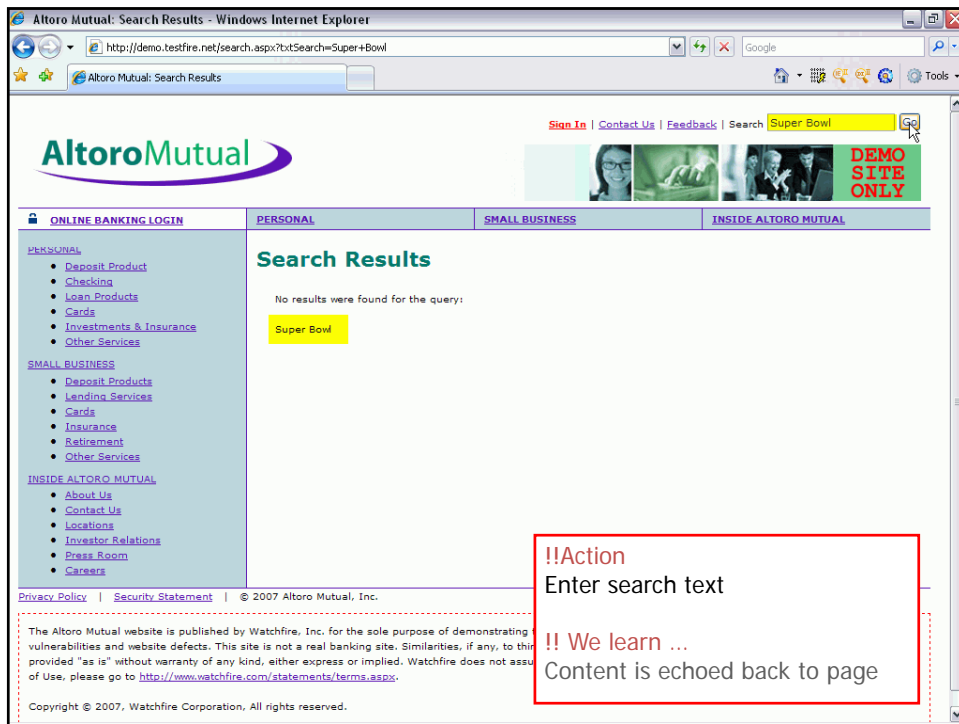 Altoro Mutual: Search Results - Windows Internet Explorer
http://demo.testfire.net/search.aspx?txtSearch=Super+Bowl
Google
Altoro Mutual: Search Results
Tools
Sign In | Contact Us | Feedback | Search Super Bowl Go
AltoroMutual
DEMO
SITE
ONLY
ONLINE BANKING LOGIN
PERSONAL
SMALL BUSINESS
INSIDE ALTORO MUTUAL
PERSONAL
Deposit Product
Checking
Loan Products
Cards
Investments & Insurance
Other Services
SMALL BUSINESS
Deposit Products
Lending Services
Cards
Insurance
Retirement
Other Services
INSIDE ALTORO MUTUAL
About Us
Contact Us
Locations
Investor Relations
Press Room
Careers
Search Results
No results were found for the query:
Super Bowl
!!Action
Enter search text
!! We learn ...
Content is echoed back to page
Privacy Policy | Security Statement | © 2007 Altoro Mutual, Inc.
The Altoro Mutual website is published by Watchfire, Inc. for the sole purpose of demonstrating
vulnerabilities and website defects. This site is not a real banking site. Similarities, if any, to
provided "as is" without warranty of any kind, either express or implied. Watchfire does not
of Use, please go to http://www.watchfire.com/statements/terms.aspx.
Copyright © 2007, Watchfire Corporation, All rights reserved.